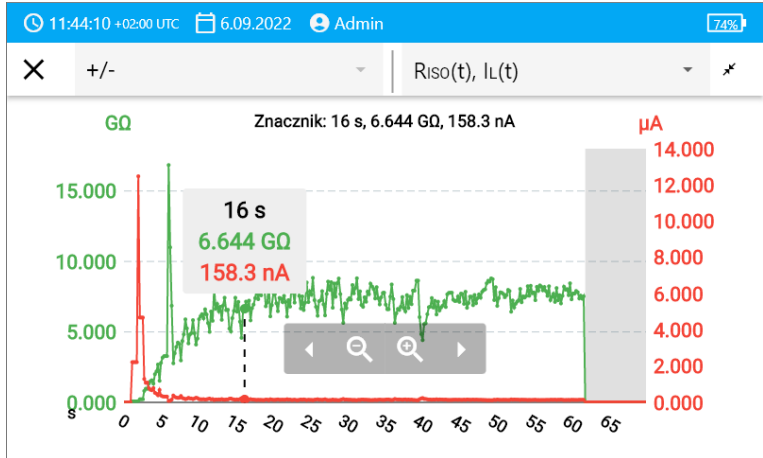 11:44:10 +02:00 UTC 6.09.2022 Admin 74%
+/- RISO(t), IL(t)
GΩ Znacznik: 16 s, 6.644 GΩ, 158.3 nA µA
14.000
15.000 12.000
16 s
10.000
6.644 GΩ
10.000 8.000
158.3 nA
6.000
5.000 4.000
2.000
0.000 0.000
s 0 5 10 15 20 25 30 35 40 45 50 55 60 65